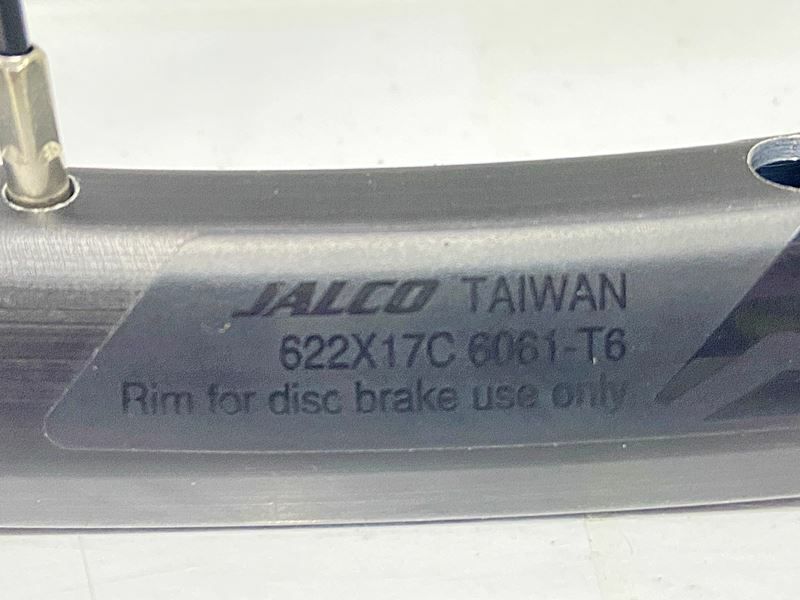 JALCO TAIWAN
622X17C 6061-T6
Rim for disc brake use only